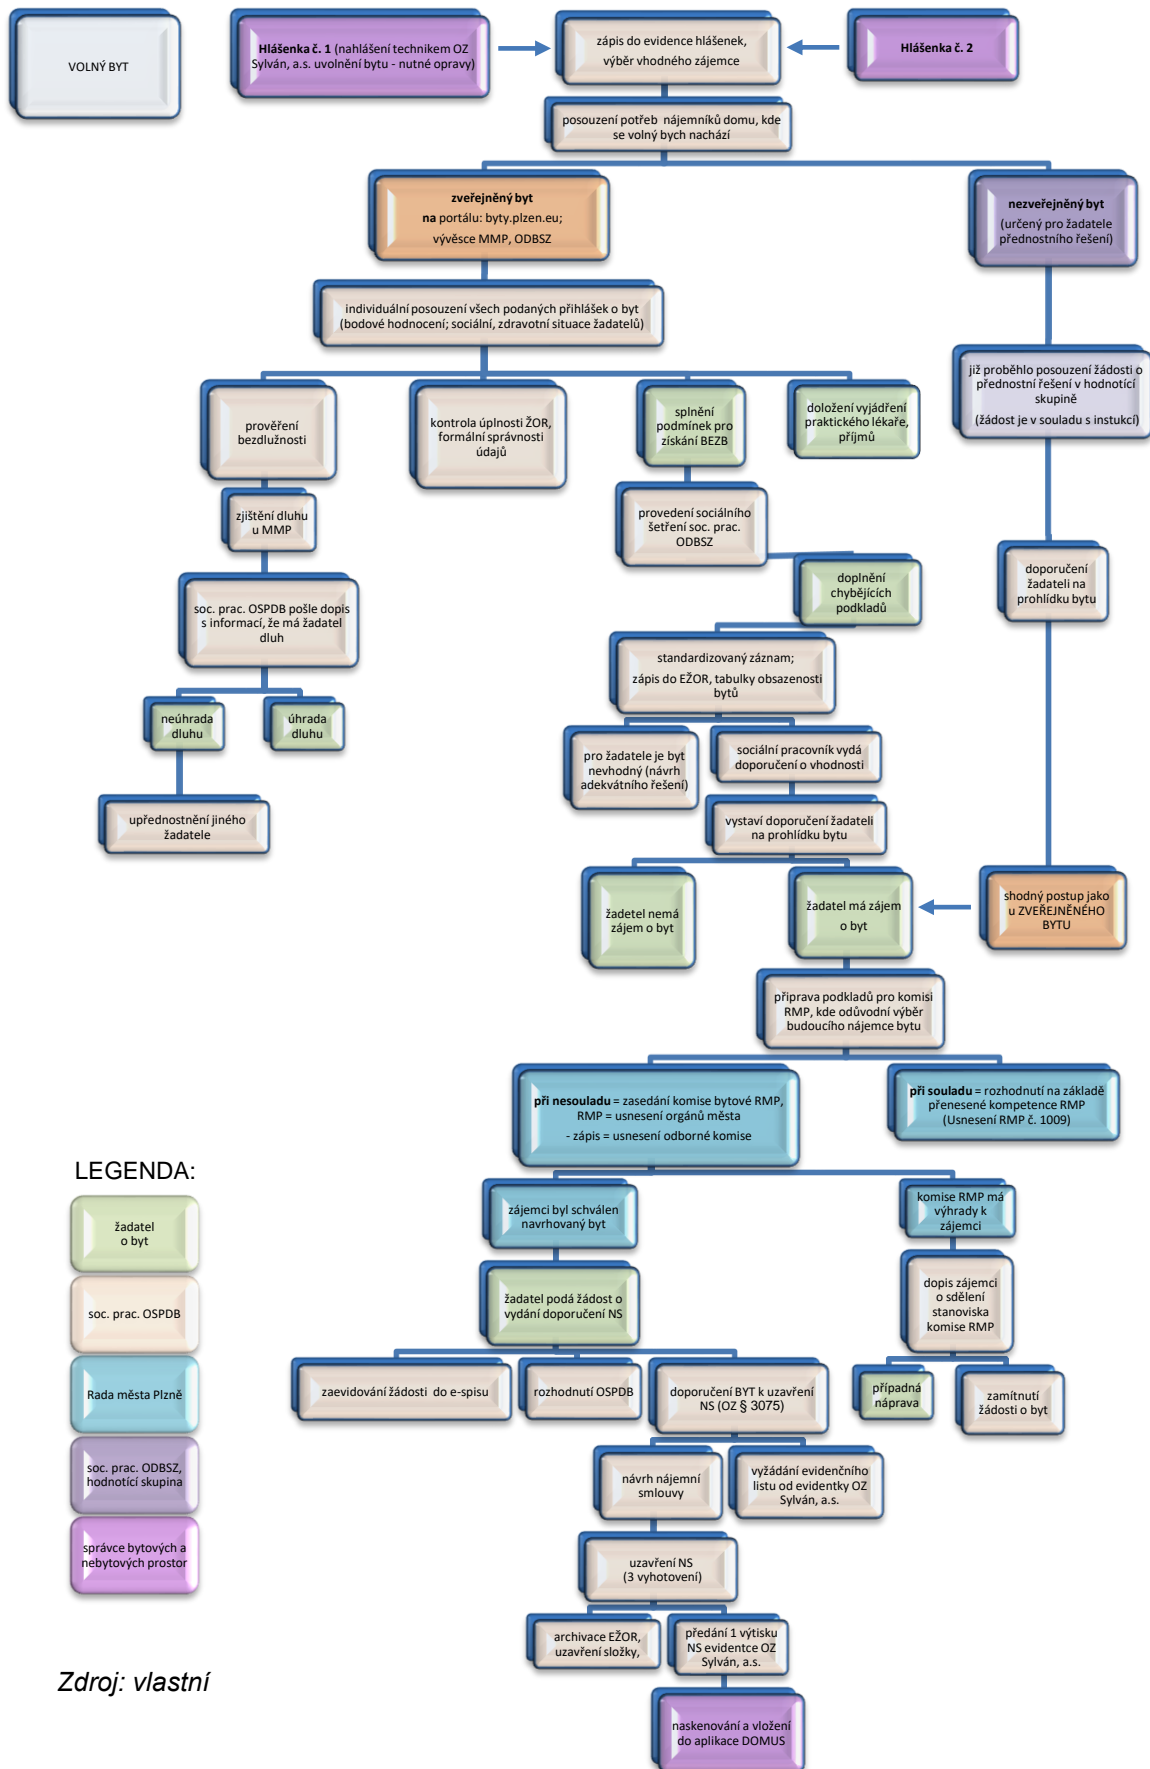 VOLNÝ BYT
Hlášenka č. 1 (nahlášení technikem OZ
Sylván, a.s. uvolnění bytu - nutné opravy)
zápis do evidence hlášenek,
výběr vhodného zájemce
Hlášenka č. 2
posouzení potřeb nájemníků domu, kde
se volný bych nachází
zveřejněný byt
na portálu: byty.plzen.eu;
vývěsce MMP, ODBSZ
nezveřejněný byt
(určený pro žadatele
přednostního řešení)
individuální posouzení všech podaných přihlášek o byt
(bodové hodnocení; sociální, zdravotní situace žadatelů)
prověření
bezdlužnosti
kontrola úplnosti ŽOR,
formální správnosti
údajů
splnění
podmínek pro
získání BEZB
doložení vyjádření
praktického lékaře,
příjmů
již proběhlo posouzení žádosti o
přednostní řešení v hodnotící
skupině
(žádost je v souladu s instukcí)
zjištění dluhu
u MMP
provedení sociálního
šetření soc. prac.
ODBSZ
doplnění
chybějících
podkladů
doporučení
žadateli na
prohlídku bytu
soc. prac. OSPDB pošle dopis
s informací, že má žadatel
dluh
standardizovaný záznam;
zápis do EŽOR, tabulky obsazenosti
bytů
neúhrada
dluhu
úhrada
dluhu
pro žadatele je byt
nevhodný (návrh
adekvátního řešení)
sociální pracovník vydá
doporučení o vhodnosti
upřednostnění jiného
žadatele
vystaví doporučení žadateli
na prohlídku bytu
žadetel nemá
zájem o byt
žadatel má zájem
o byt
shodný postup jako
u ZVEŘEJNĚNÉHO
BYTU
připrava podkladů pro komisi
RMP, kde odůvodní výběr
budoucího nájemce bytu
při nesouladu = zasedání komise bytové RMP,
RMP = usnesení orgánů města
- zápis = usnesení odborné komise
při souladu = rozhodnutí na základě
přenesené kompetence RMP
(Usnesení RMP č. 1009)
zájemci byl schválen
navrhovaný byt
komise RMP má
výhrady k
zájemci
žadatel podá žádost o
vydání doporučení NS
dopis zájemci
o sdělení
stanoviska
komise RMP
zaevidování žádosti do e-spisu
rozhodnutí OSPDB
doporučení BYT k uzavření
NS (OZ § 3075)
případná
náprava
zamítnutí
žádosti o byt
návrh nájemní
smlouvy
vyžádání evidenčního
listu od evidentky OZ
Sylván, a.s.
uzavření NS
(3 vyhotovení)
archivace EŽOR,
uzavření složky,
předání 1 výtisku
NS evidentce OZ
Sylván, a.s.
naskenování a vložení
do aplikace DOMUS
LEGENDA:
žadatel
o byt
soc. prac. OSPDB
Rada města Plzně
soc. prac. ODBSZ,
hodnotící skupina
správce bytových a
nebytových prostor
Zdroj: vlastní